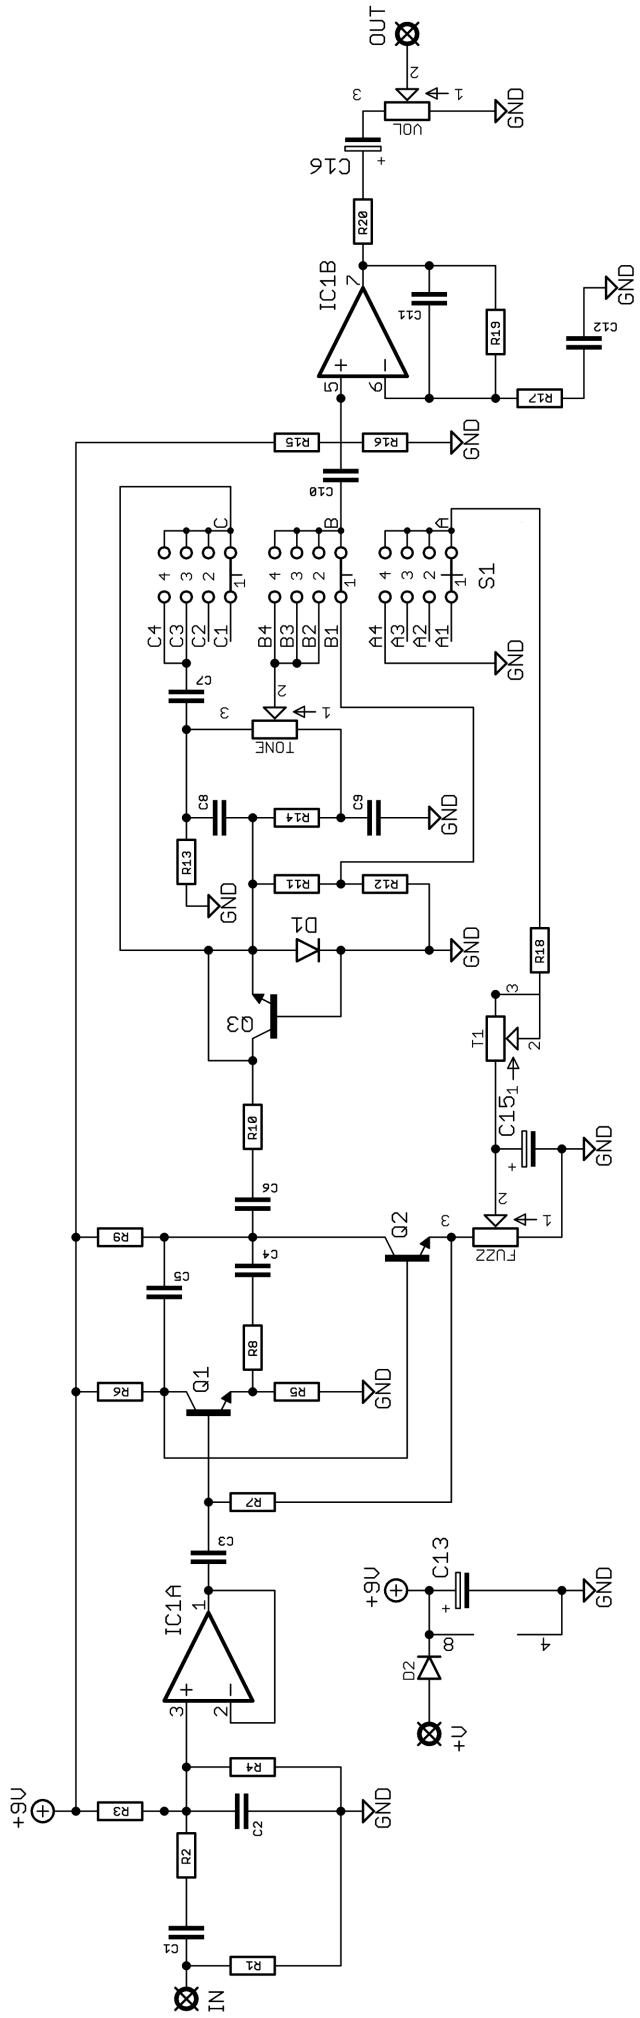 OUT
2
3
1
VOL
GND
C16
+
R20
IC1B
7
C11
R19
GND
C12
+
5
6
R17
R15
R16
GND
C10
C
B
A
4
3
2
1
4
3
2
1
4
3
2
1
S1
C4
C3
C2
C1
B4
B3
B2
B1
A4
A3
A2
A1
GND
C7
2
3
1
TONE
C8
R14
C9
GND
R13
GND
R11
R12
D1
GND
R18
Q3
3
T1
2
1
C15
+
GND
R10
C6
2
R9
Q2
3
1
FUZZ
C4
C5
R8
R6
Q1
R5
GND
R7
C3
IC1A
1
+9V
C13
+
GND
D2
8
4
+V
+
3
2
+9V
R4
R3
GND
C2
R2
C1
R1
IN